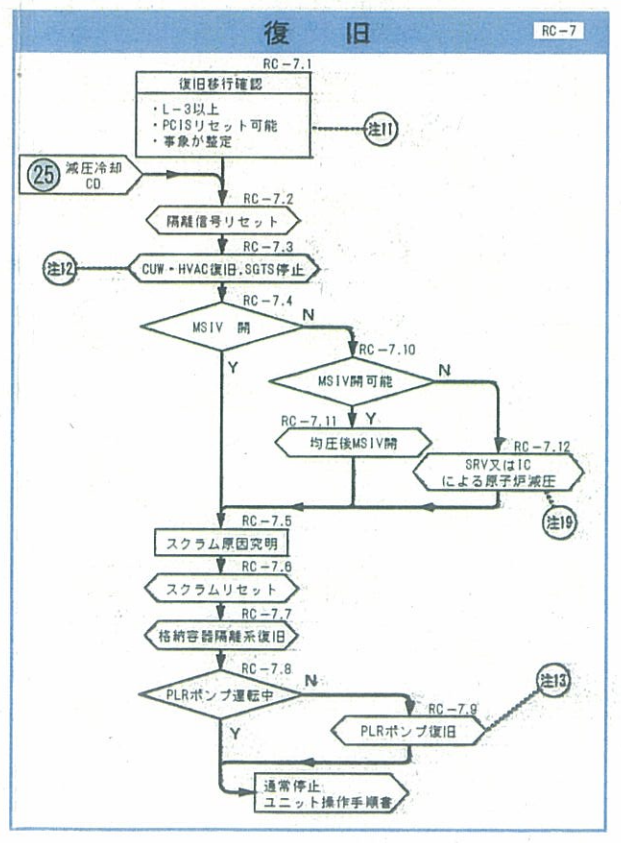 復 旧
RC-7
RC-7.1
復旧移行確認
・L-3以上
・PCISリセット可能
・事象が整定
注11
25 減圧冷却
CD
RC-7.2
隔離信号リセット
RC-7.3
注12
CUW・HVAC復旧,SGTS停止
RC-7.4
MSIV 開
N
Y
RC-7.10
MSIV開可能
N
Y
RC-7.11
均圧後MSIV開
RC-7.12
SRV又はIC
による原子炉減圧
注19
RC-7.5
スクラム原因究明
RC-7.6
スクラムリセット
RC-7.7
格納容器隔離系復旧
RC-7.8
PLRポンプ運転中
N
Y
注13
RC-7.9
PLRポンプ復旧
通常停止
ユニット操作手順書